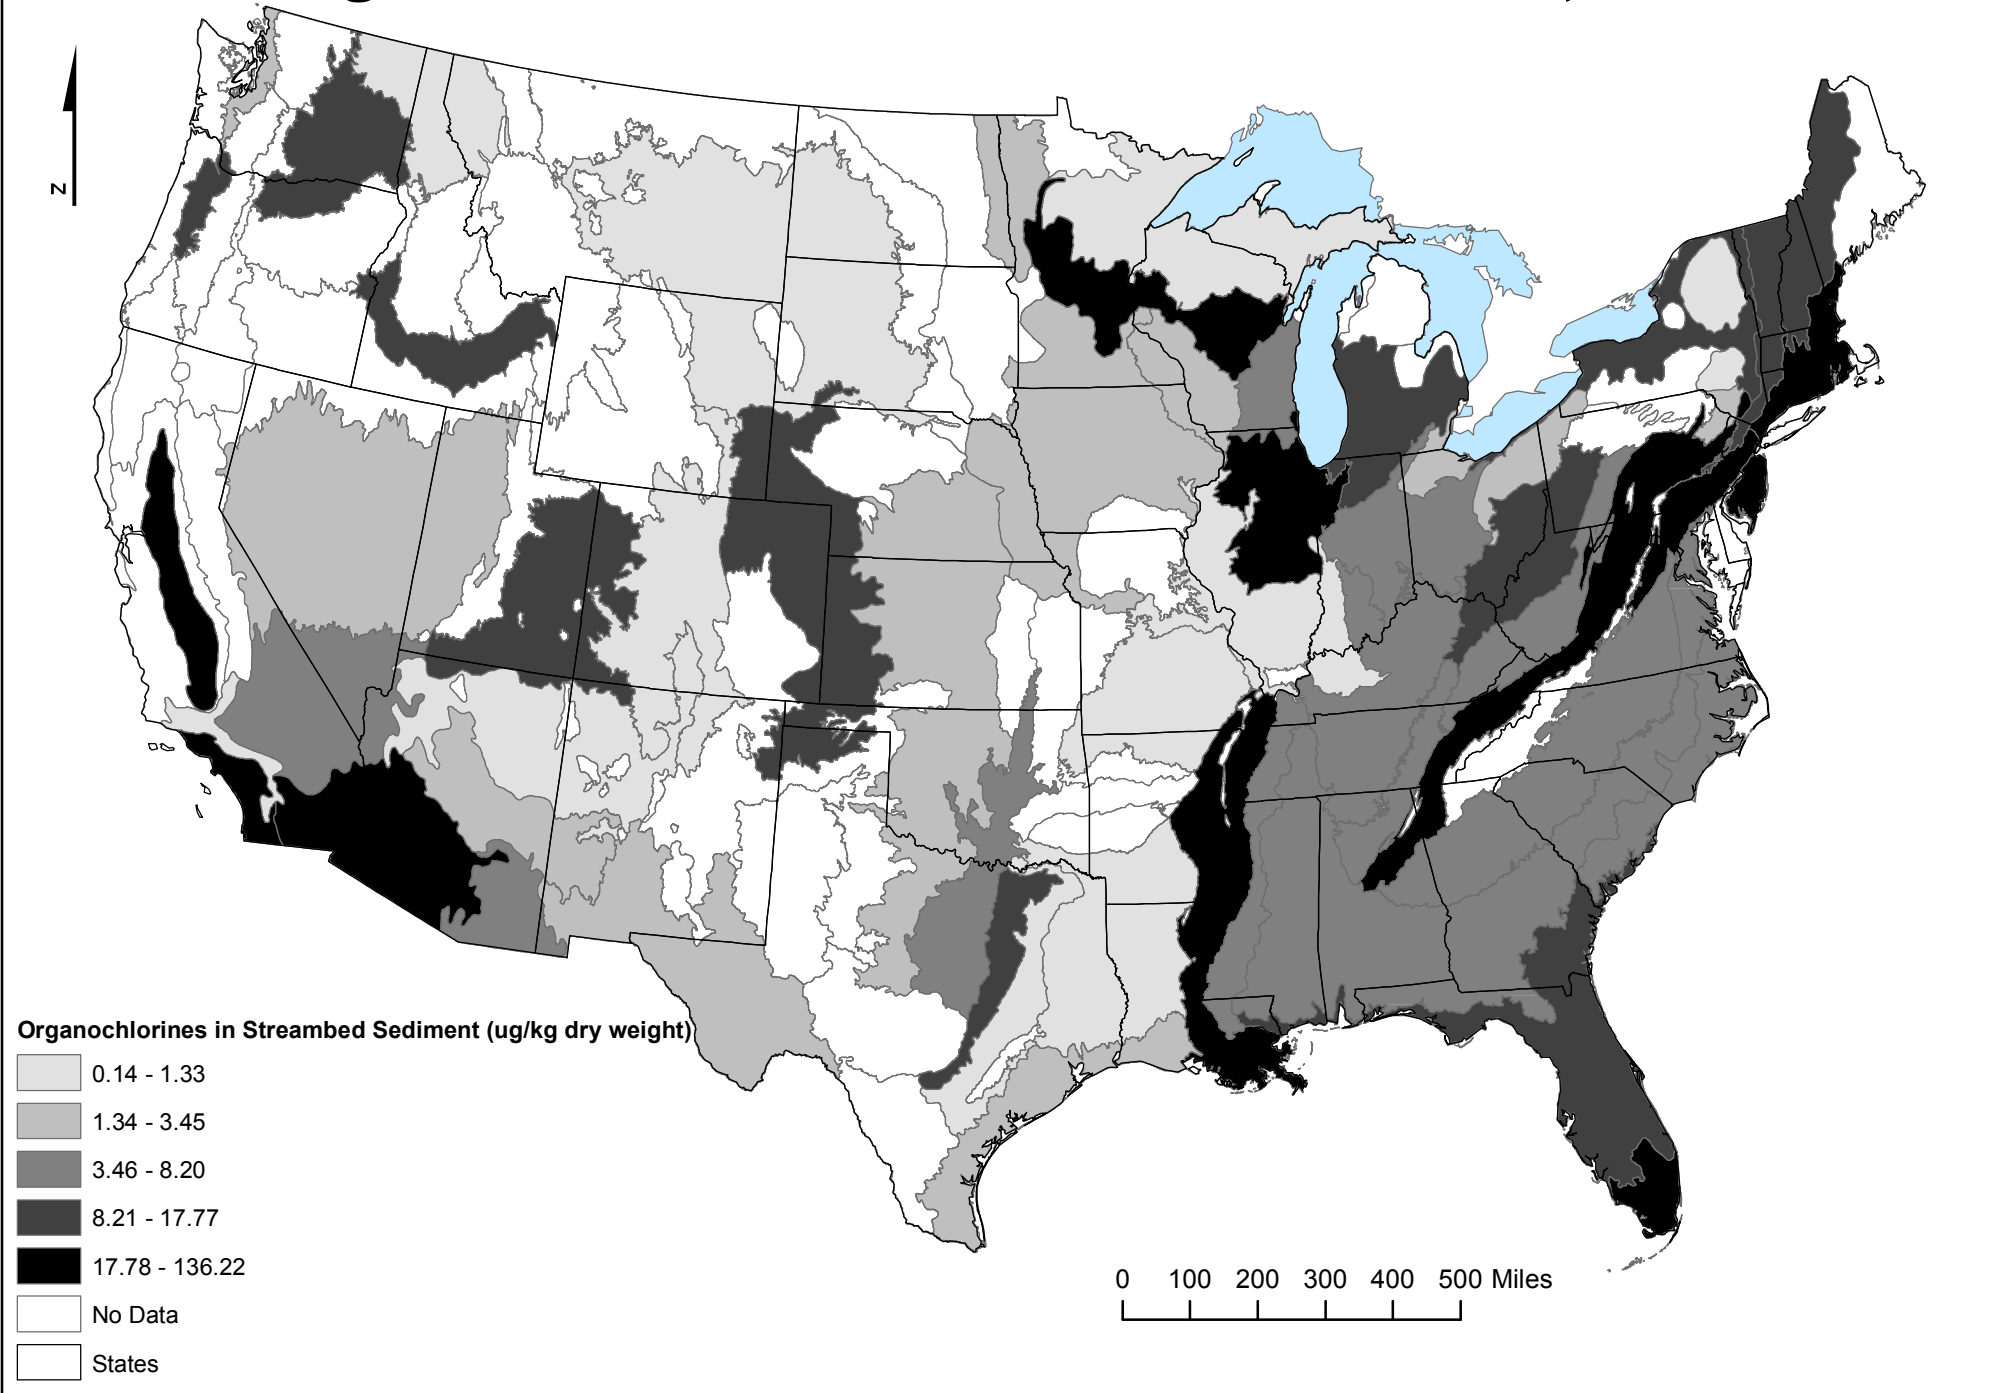 N
Organochlorines in Streambed Sediment (ug/kg dry weight)
0.14 - 1.33
1.34 - 3.45
3.46 - 8.20
8.21 - 17.77
17.78 - 136.22
No Data
States
0 100 200 300 400 500 Miles